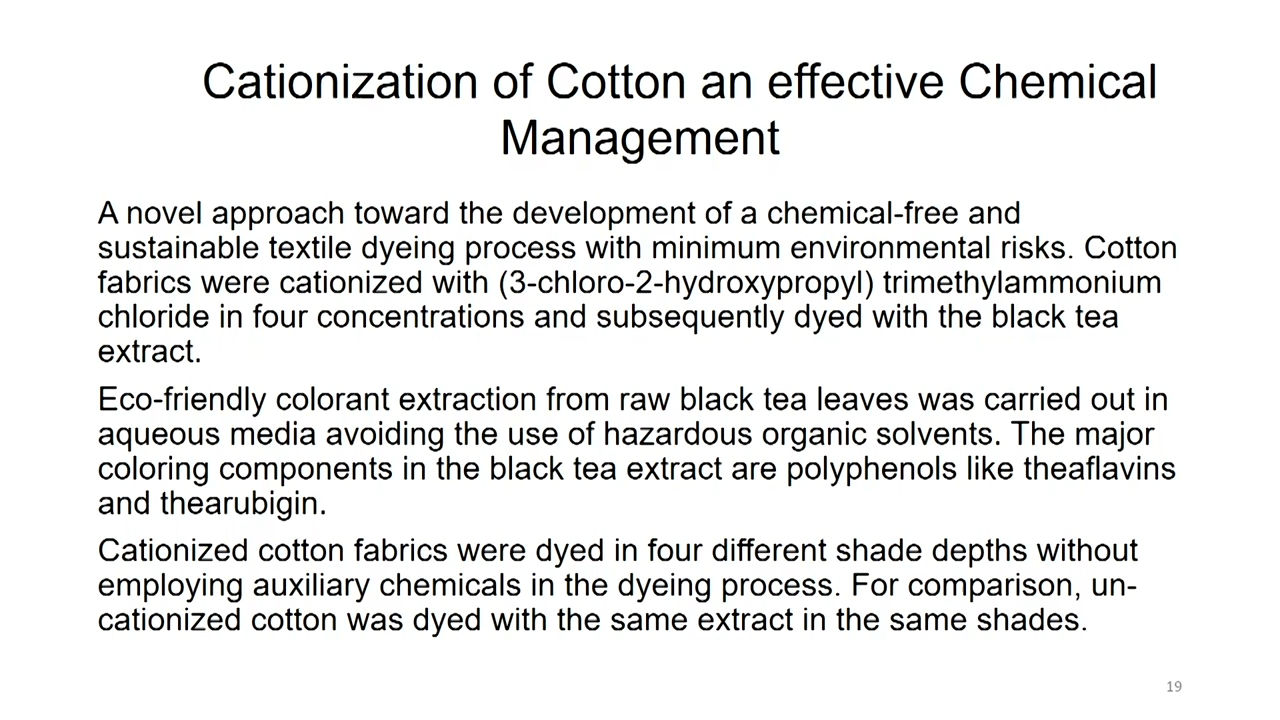 Cationization of Cotton an effective Chemical
Management
A novel approach toward the development of a chemical-free and
sustainable textile dyeing process with minimum environmental risks. Cotton
fabrics were cationized with (3-chloro-2-hydroxypropyl) trimethylammonium
chloride in four concentrations and subsequently dyed with the black tea
extract.
Eco-friendly colorant extraction from raw black tea leaves was carried out in
aqueous media avoiding the use of hazardous organic solvents. The major
coloring components in the black tea extract are polyphenols like theaflavins
and thearubigin.
Cationized cotton fabrics were dyed in four different shade depths without
employing auxiliary chemicals in the dyeing process. For comparison, un-
cationized cotton was dyed with the same extract in the same shades.
19